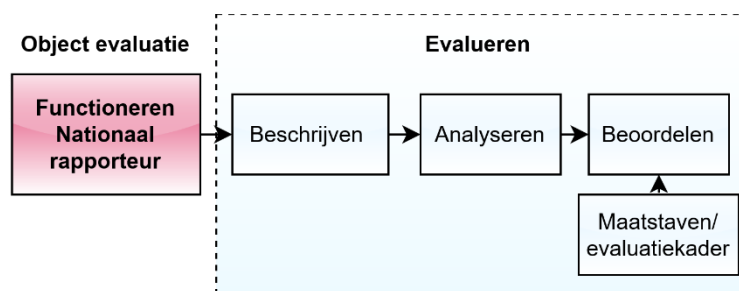 Object evaluatie
Evalueren
Functioneren
Nationaal
rapporteur
Beschrijven
Analyseren
Beoordelen
Maatstaven/
evaluatiekader